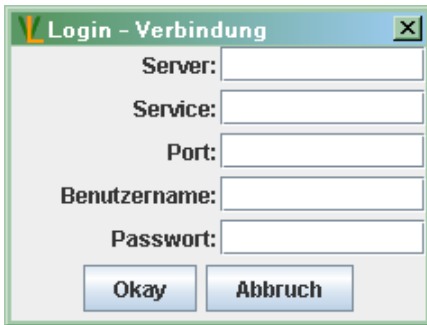 Login - Verbindung
Server:
Service:
Port:
Benutzername:
Passwort:
Okay Abbruch